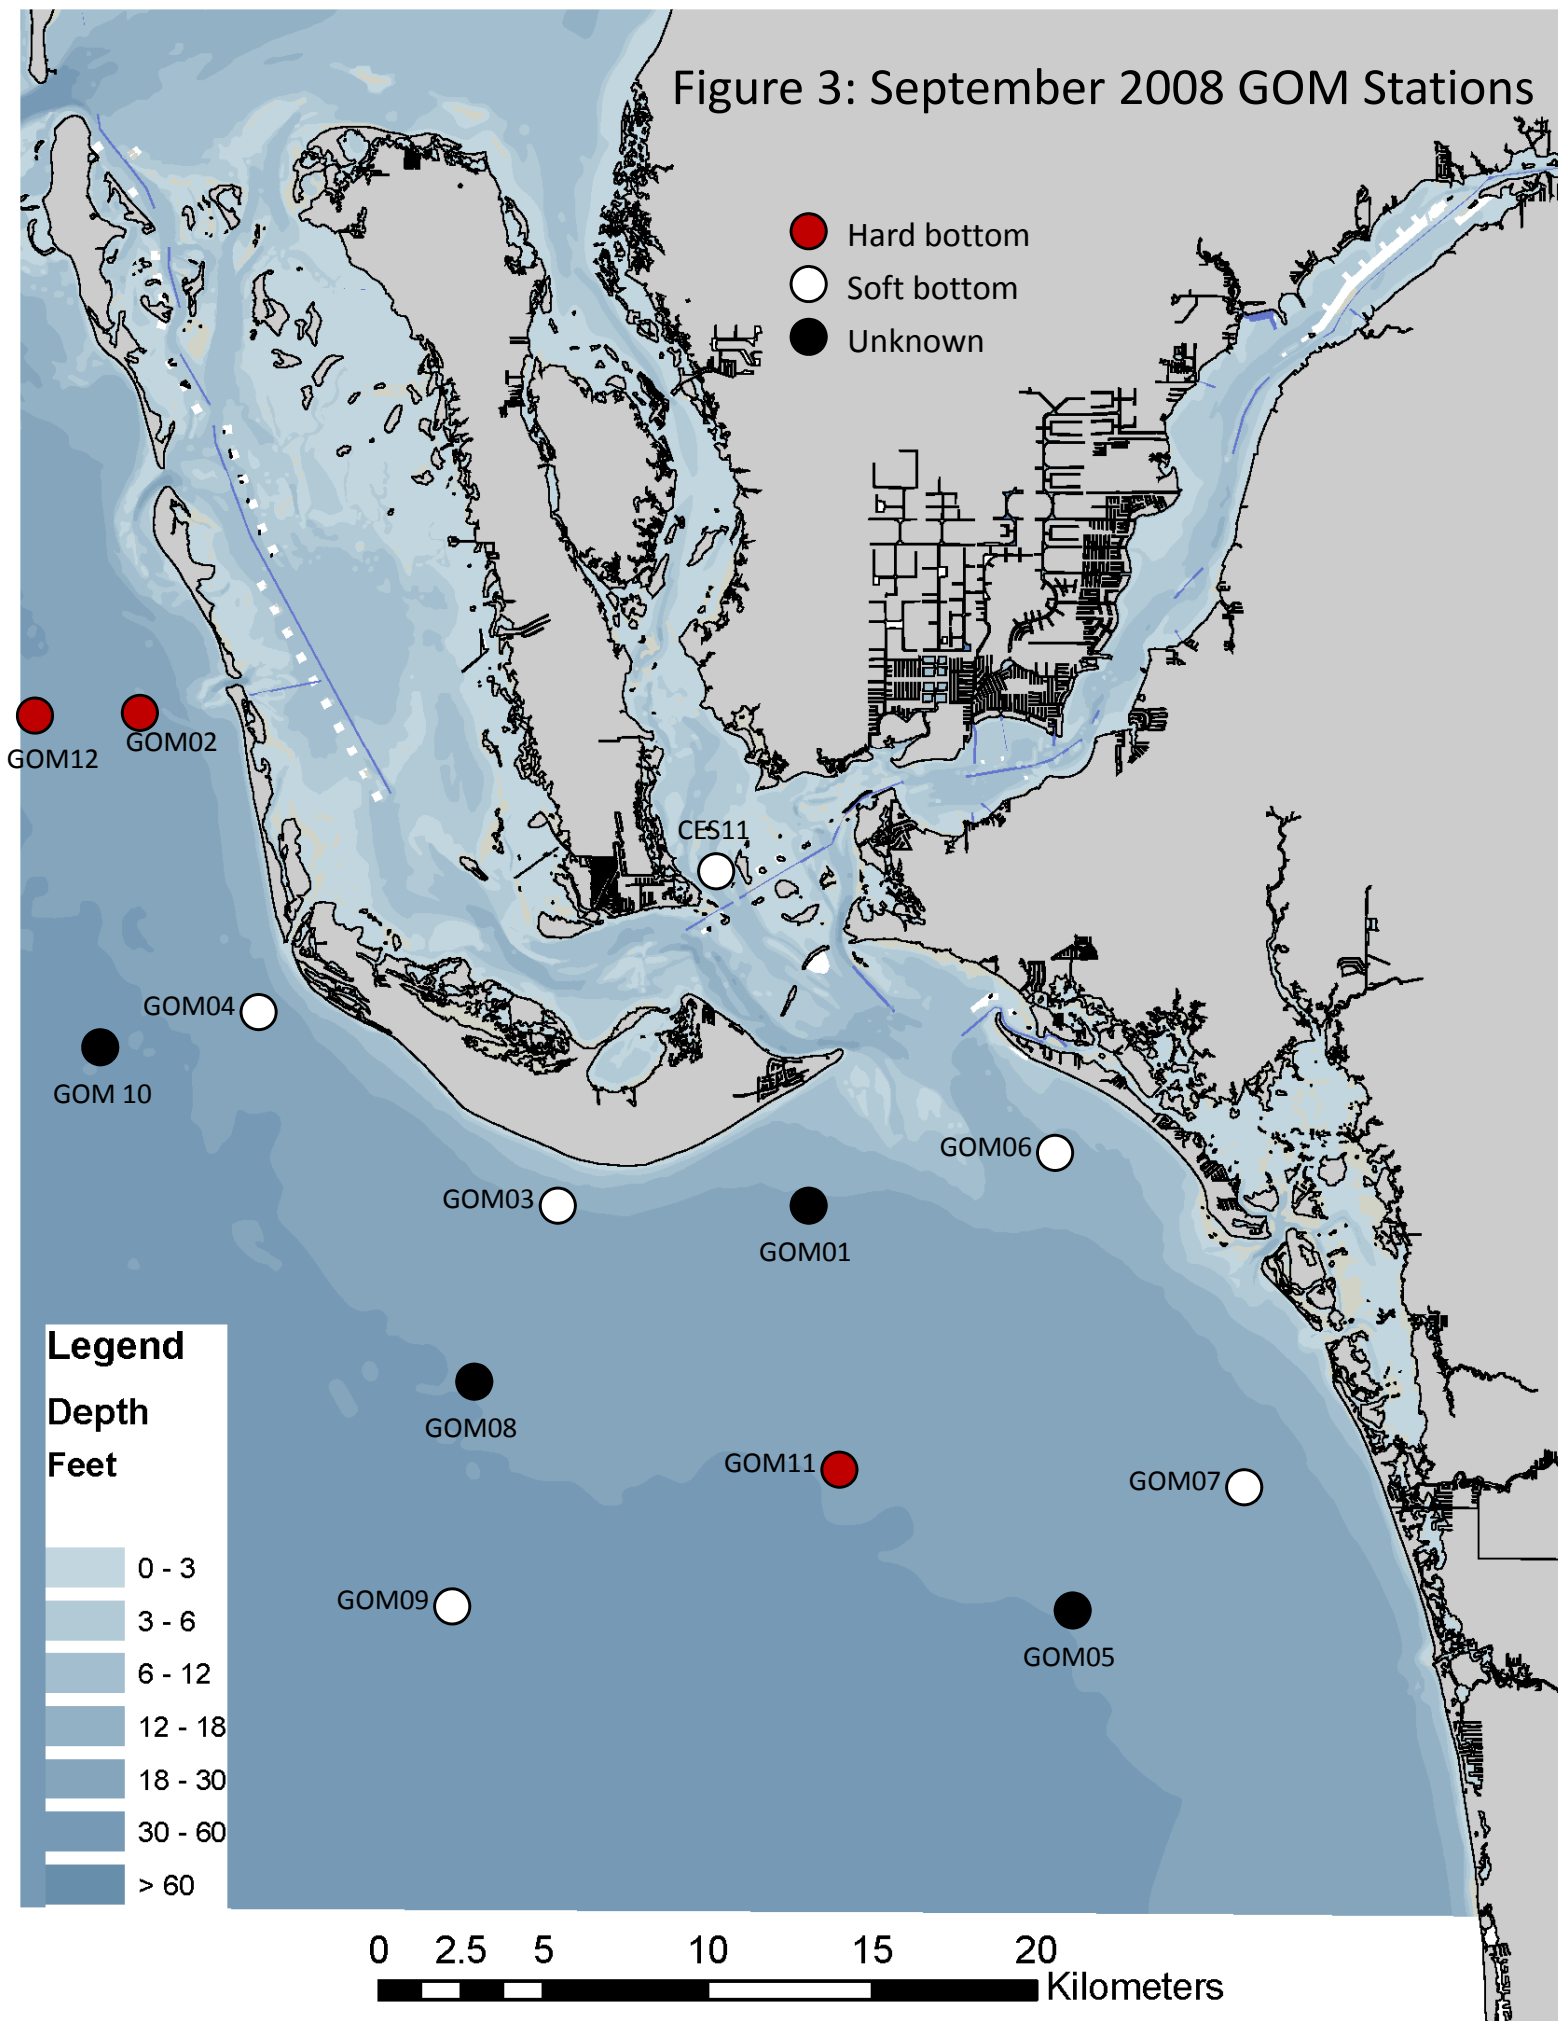 Figure 3: September 2008 GOM Stations
Hard bottom
Soft bottom
Unknown
GOM12
GOM02
CES11
GOM04
GOM 10
GOM06
GOM03
GOM01
GOM08
GOM11
GOM07
GOM09
GOM05
Legend
Depth
Feet
0 - 3
3 - 6
6 - 12
12 - 18
18 - 30
30 - 60
> 60
0 2.5 5 10 15 20
Kilometers